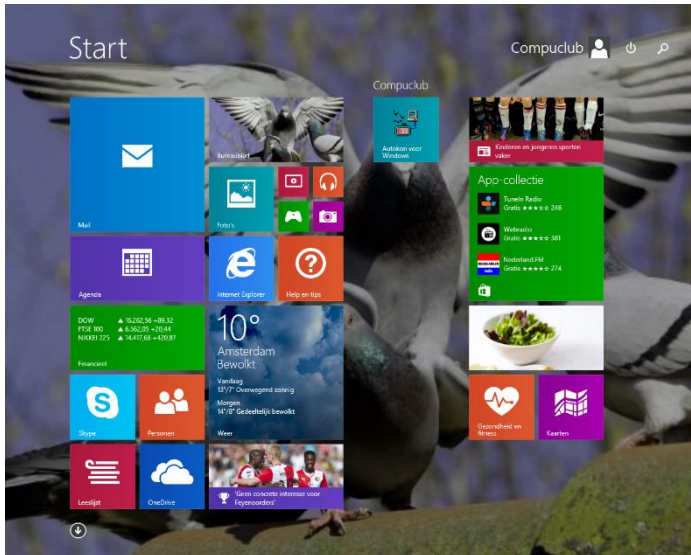 Start
Compuclub
Compuclub
Mail
Bureaublad
Foto's
Agenda
Internet Explorer
Help en tips
DOW ▲ 16.262,56 +89,32
FTSE 100 ▲ 6.562,05 +20,44
NIKKEI 225 ▲ 14.417,68 +420,87
Financieel
10°
Amsterdam
Bewolkt
Vandaag
13°/7° Overwegend zonnig
Morgen
14°/8° Gedeeltelijk bewolkt
Weer
Skype
Personen
Leeslijst
OneDrive
'Geen concrete interesse voor
Feyenoorders'
Autokon voor
Windows
Kinderen en jongeren sporten
vaker
App-collectie
TuneIn Radio
Gratis ★★★☆☆ 246
Webradio
Gratis ★★★★☆ 381
Nederland.FM
Gratis ★★★★☆ 274
Gezondheid en
fitness
Kaarten